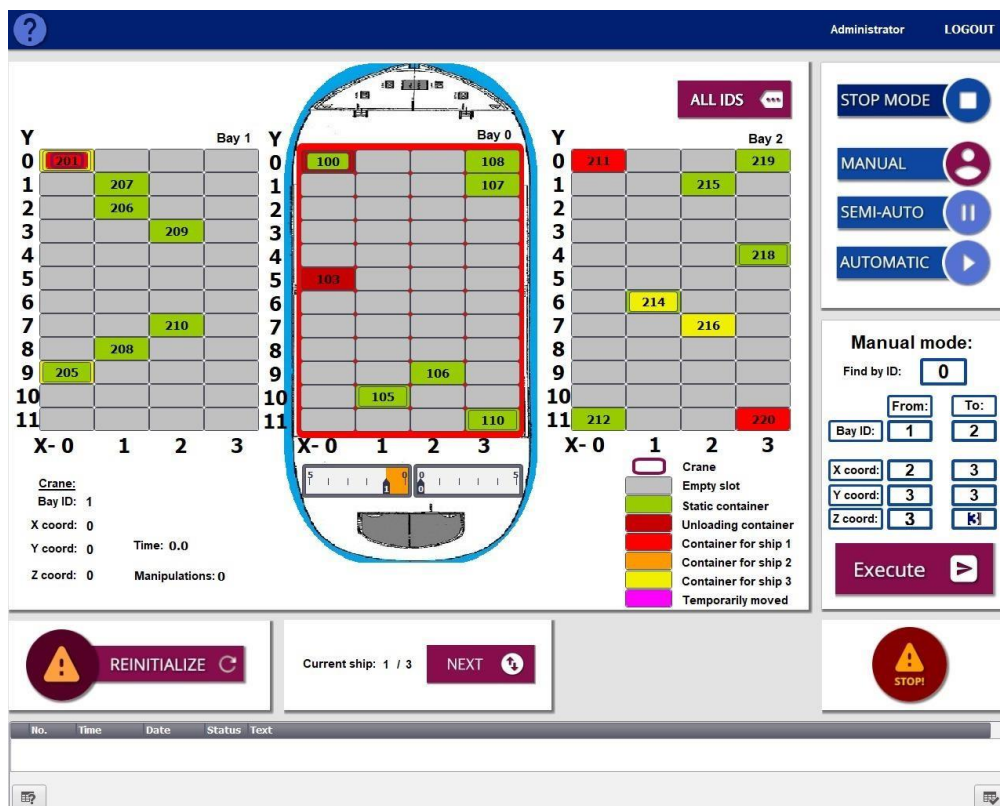 ?
Administrator LOGOUT
ALL IDS
STOP MODE
MANUAL
SEMI-AUTO
AUTOMATIC
Y Bay 1
0 201
1 207
2 206
3 209
4
5
6
7 210
8 208
9 205
10
11
X- 0 1 2 3
Y Bay 0
0 100 108
1 107
2
3
4
5 103
6
7
8
9 106
10 105
11 110
X- 0 1 2 3
Y Bay 2
0 211 219
1 215
2
3
4 218
5
6 214
7 216
8
9
10
11 212 220
X- 0 1 2 3
5 0 0 5
1 0
Crane:
Bay ID: 1
X coord: 0
Y coord: 0 Time: 0.0
Z coord: 0 Manipulations: 0
Crane
Empty slot
Static container
Unloading container
Container for ship 1
Container for ship 2
Container for ship 3
Temporarily moved
Manual mode:
Find by ID: 0
From: To:
Bay ID: 1 2
X coord: 2 3
Y coord: 3 3
Z coord: 3 3
Execute
REINITIALIZE
Current ship: 1 / 3 NEXT
STOP!
No. Time Date Status Text
?